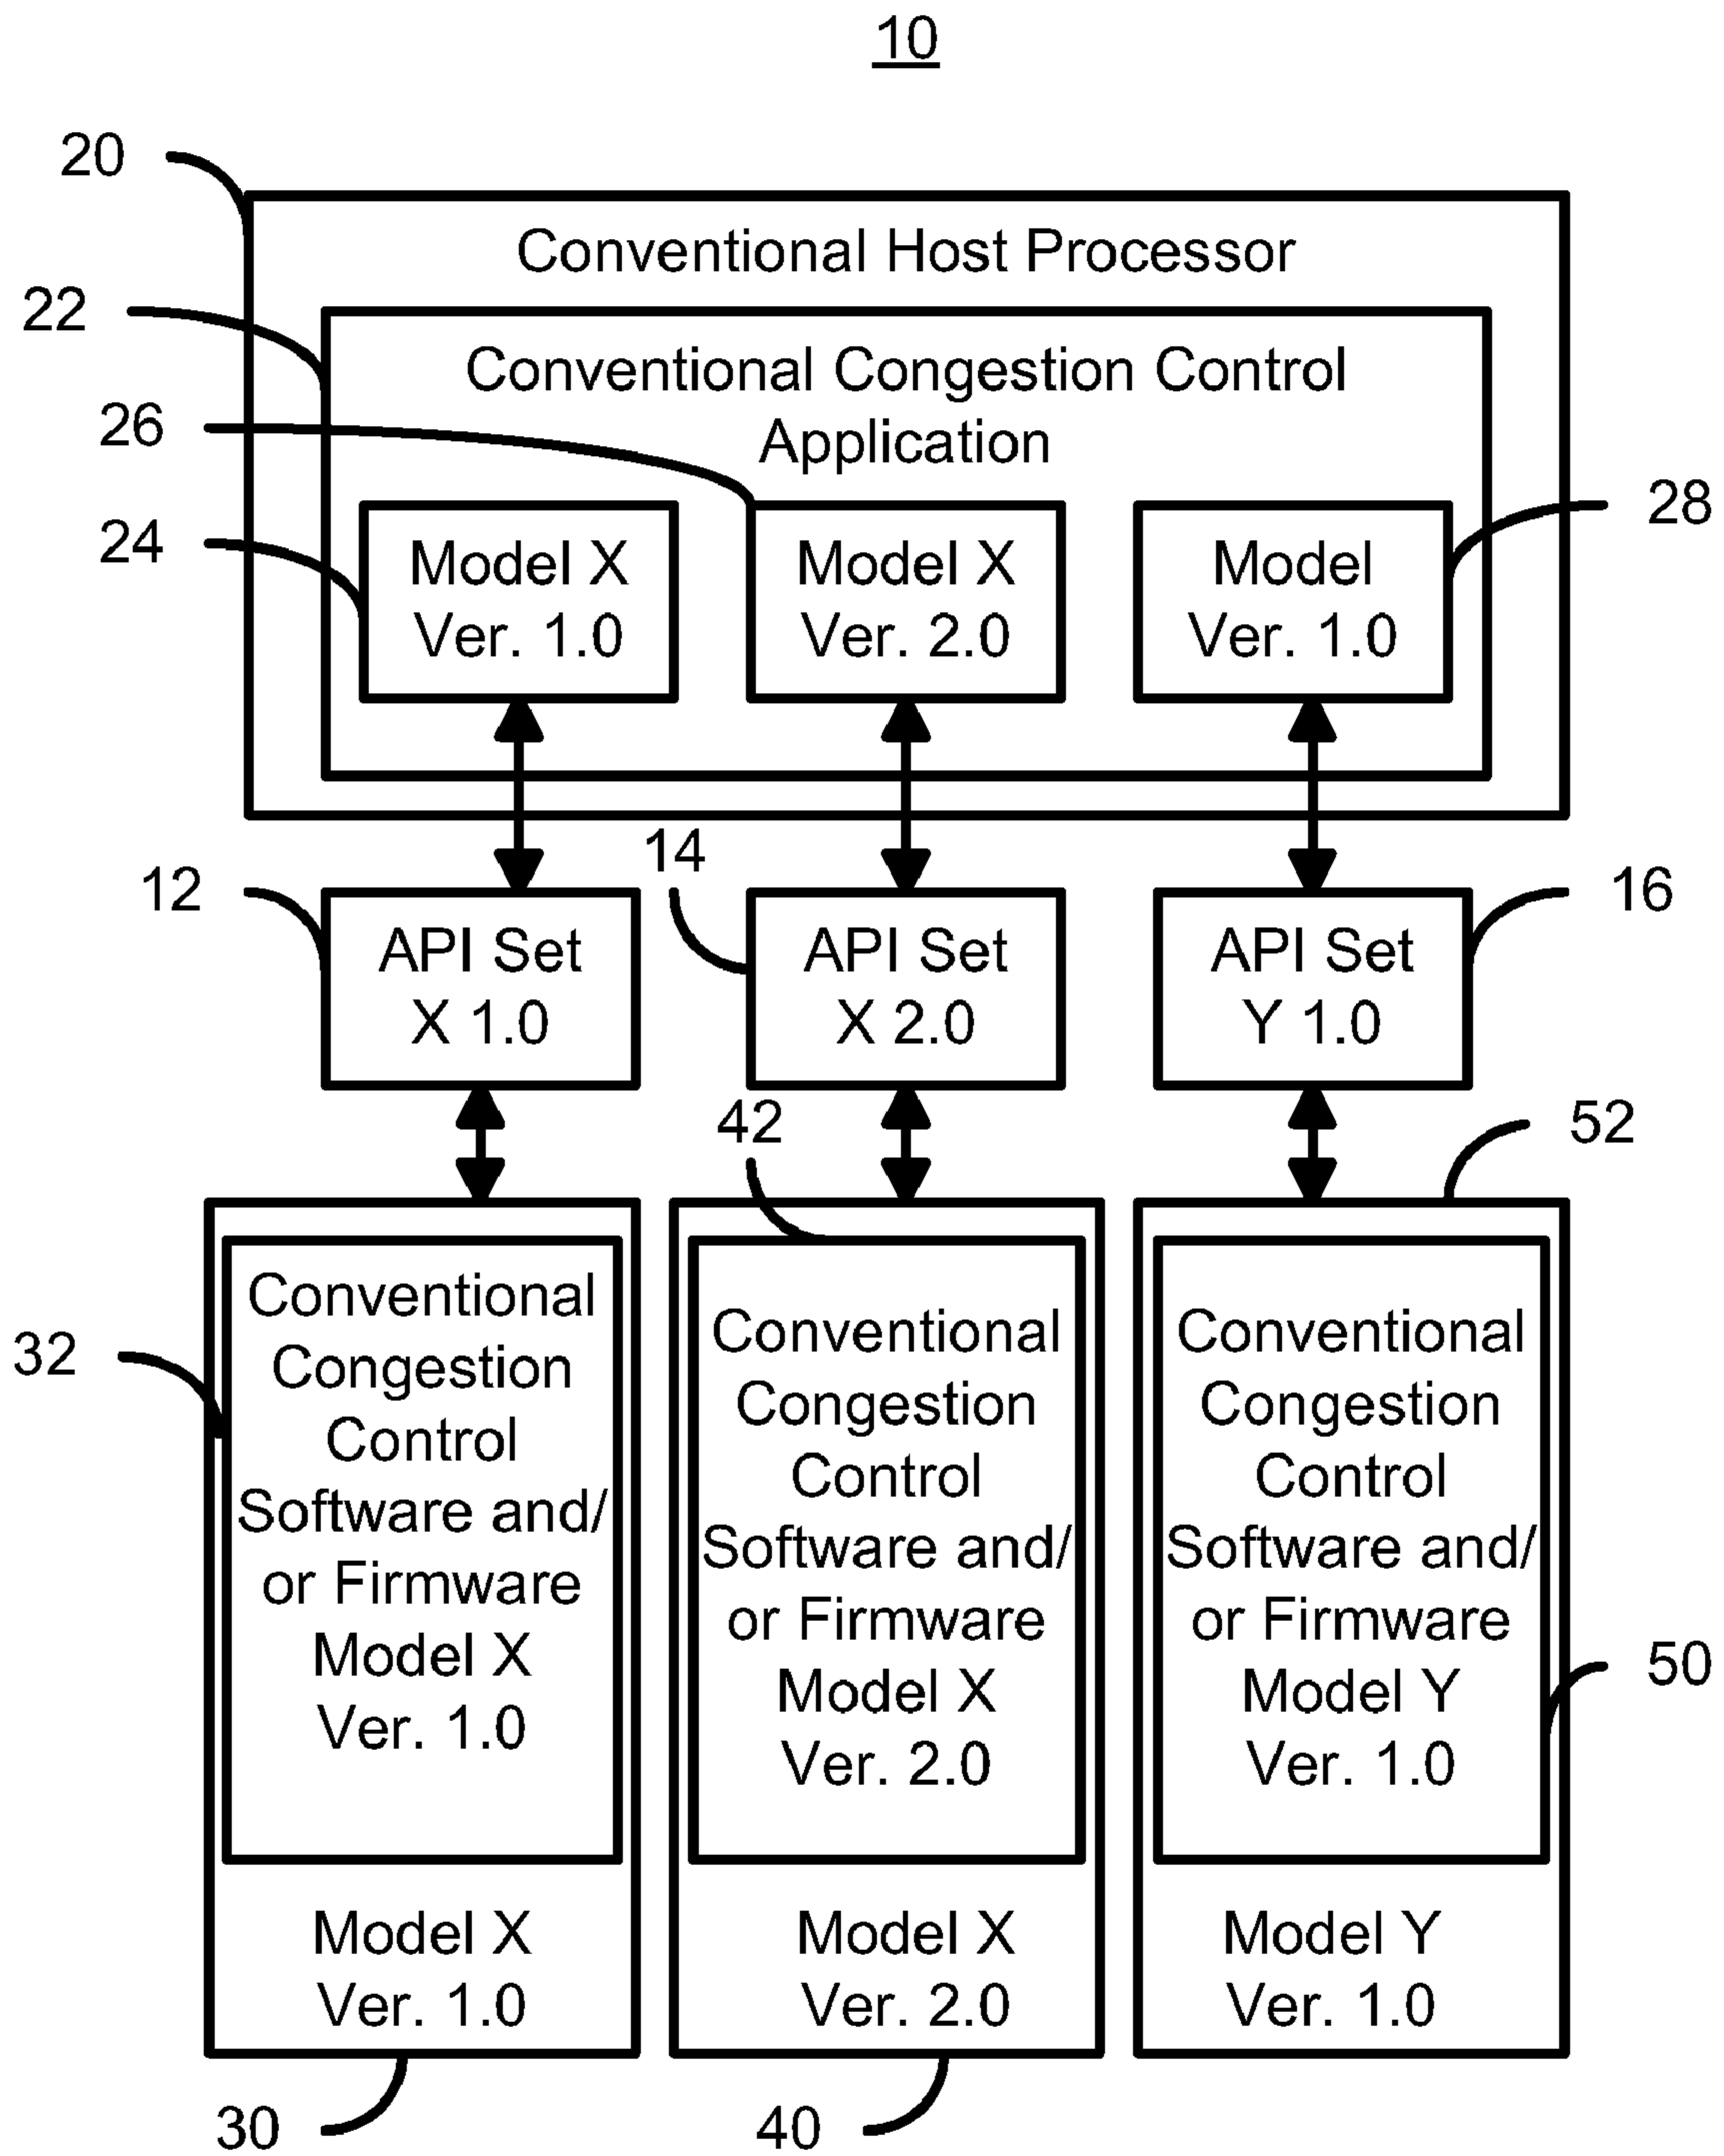 10
20
Conventional Host Processor
22
Conventional Congestion Control
Application
26
24
28
Model X
Ver. 1.0
Model X
Ver. 2.0
Model
Ver. 1.0
12
14
16
API Set
X 1.0
API Set
X 2.0
API Set
Y 1.0
42
52
32
Conventional
Congestion
Control
Software and/
or Firmware
Model X
Ver. 1.0
Conventional
Congestion
Control
Software and/
or Firmware
Model X
Ver. 2.0
Conventional
Congestion
Control
Software and/
or Firmware
Model Y
Ver. 1.0
50
Model X
Ver. 1.0
Model X
Ver. 2.0
Model Y
Ver. 1.0
30
40